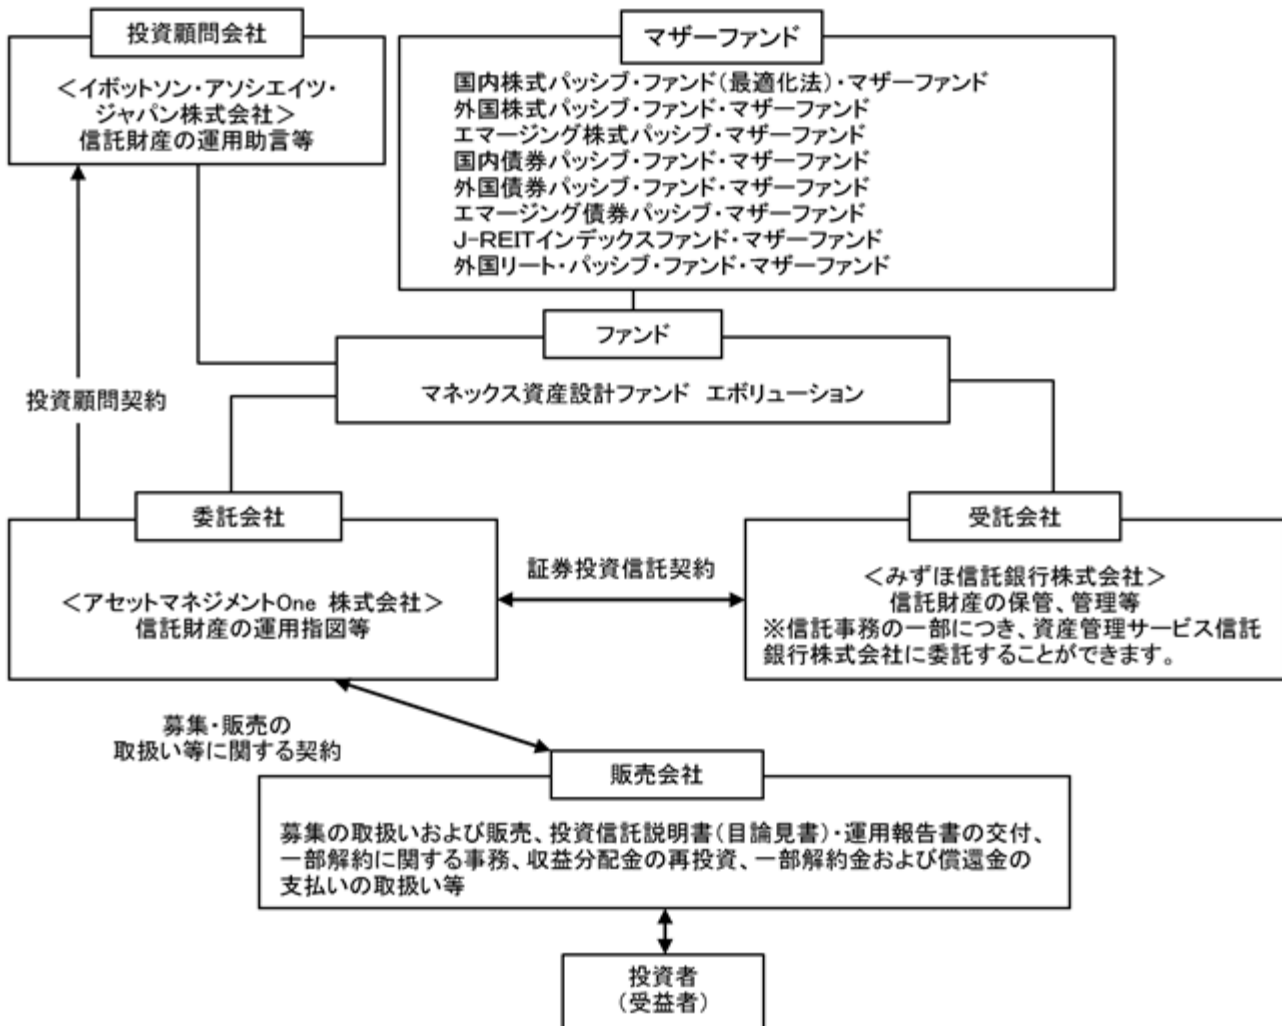 投資顧問会社
＜イボットソン・アソシエイツ・
ジャパン株式会社＞
信託財産の運用助言等
マザーファンド
国内株式パッシブ・ファンド（最適化法）・マザーファンド
外国株式パッシブ・ファンド・マザーファンド
エマージング株式パッシブ・マザーファンド
国内債券パッシブ・ファンド・マザーファンド
外国債券パッシブ・ファンド・マザーファンド
エマージング債券パッシブ・マザーファンド
J-REITインデックスファンド・マザーファンド
外国リート・パッシブ・ファンド・マザーファンド
ファンド
マネックス資産設計ファンド　エボリューション
投資顧問契約
委託会社
＜アセットマネジメントOne 株式会社＞
信託財産の運用指図等
証券投資信託契約
受託会社
＜みずほ信託銀行株式会社＞
信託財産の保管、管理等
※信託事務の一部につき、資産管理サービス信託
銀行株式会社に委託することができます。
募集・販売の
取扱い等に関する契約
販売会社
募集の取扱いおよび販売、投資信託説明書（目論見書）・運用報告書の交付、
一部解約に関する事務、収益分配金の再投資、一部解約金および償還金の
支払いの取扱い等
投資者
（受益者）